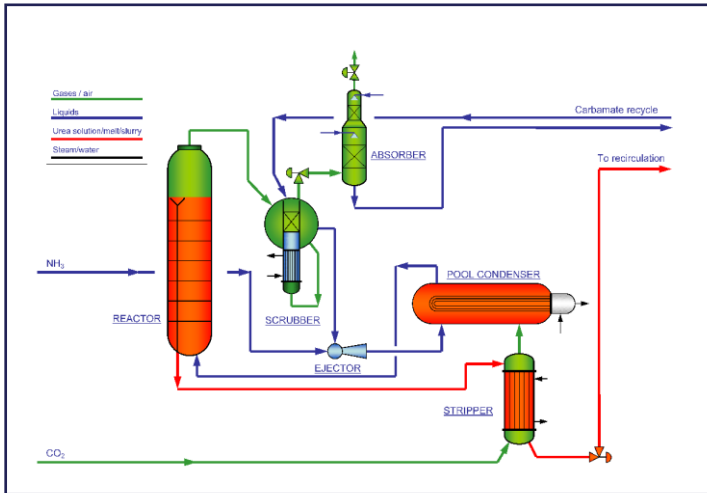 Gases / air
Liquids
Urea solution/melt/slurry
Steam/water
Carbamate recycle
ABSORBER
To recirculation
NH3
POOL CONDENSER
REACTOR
SCRUBBER
EJECTOR
STRIPPER
CO2